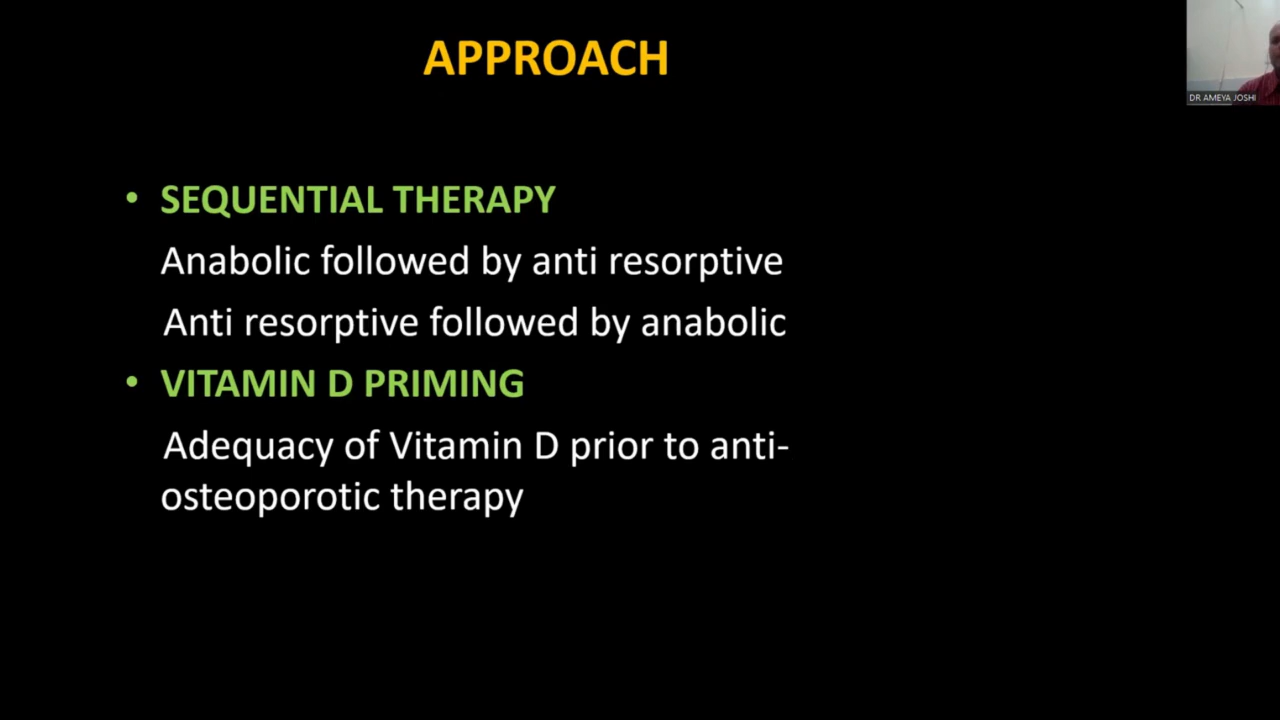 APPROACH
DR AMEYA JOSHI
• SEQUENTIAL THERAPY
Anabolic followed by anti resorptive
Anti resorptive followed by anabolic
• VITAMIN D PRIMING
Adequacy of Vitamin D prior to anti-
osteoporotic therapy